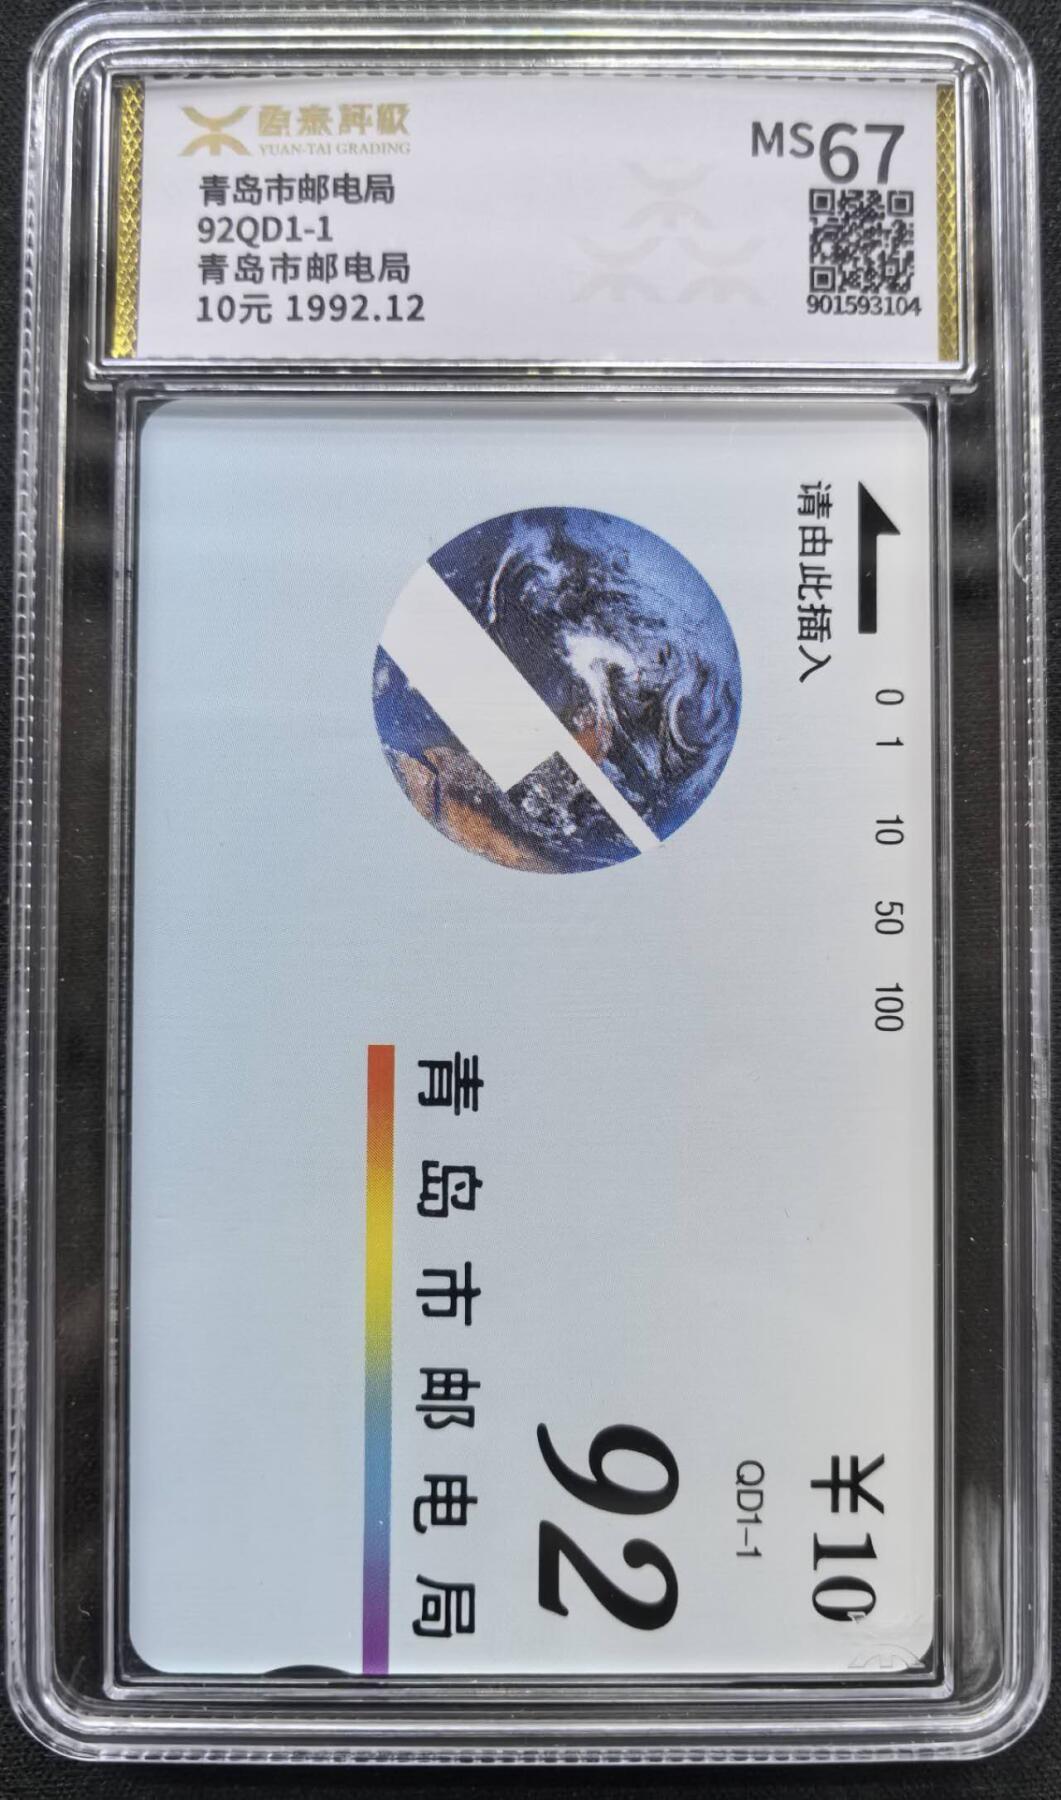 源泰評級
YUAN-TAI GRADING
MS67
青岛市邮电局
92QD1-1
青岛市邮电局
10元 1992.12
901593104
请由此插入
0 1 10 50 100
¥10
QD1-1
92
青岛市邮电局